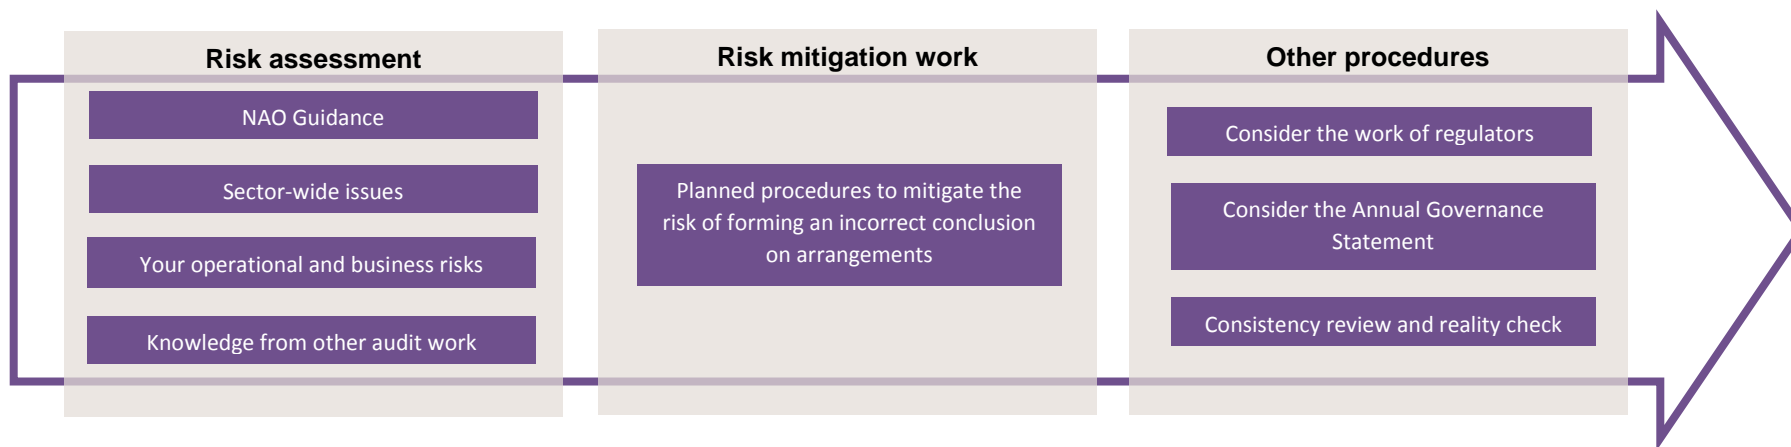 Risk assessment
NAO Guidance
Sector-wide issues
Your operational and business risks
Knowledge from other audit work
Risk mitigation work
Planned procedures to mitigate the
risk of forming an incorrect conclusion
on arrangements
Other procedures
Consider the work of regulators
Consider the Annual Governance
Statement
Consistency review and reality check